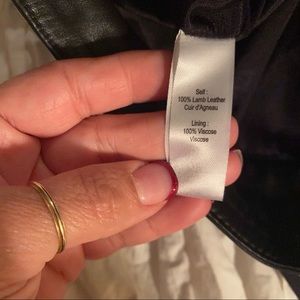 Self :
100% Lamb Leather
Cuir d'Agneau
Lining :
100% Viscose
Viscose